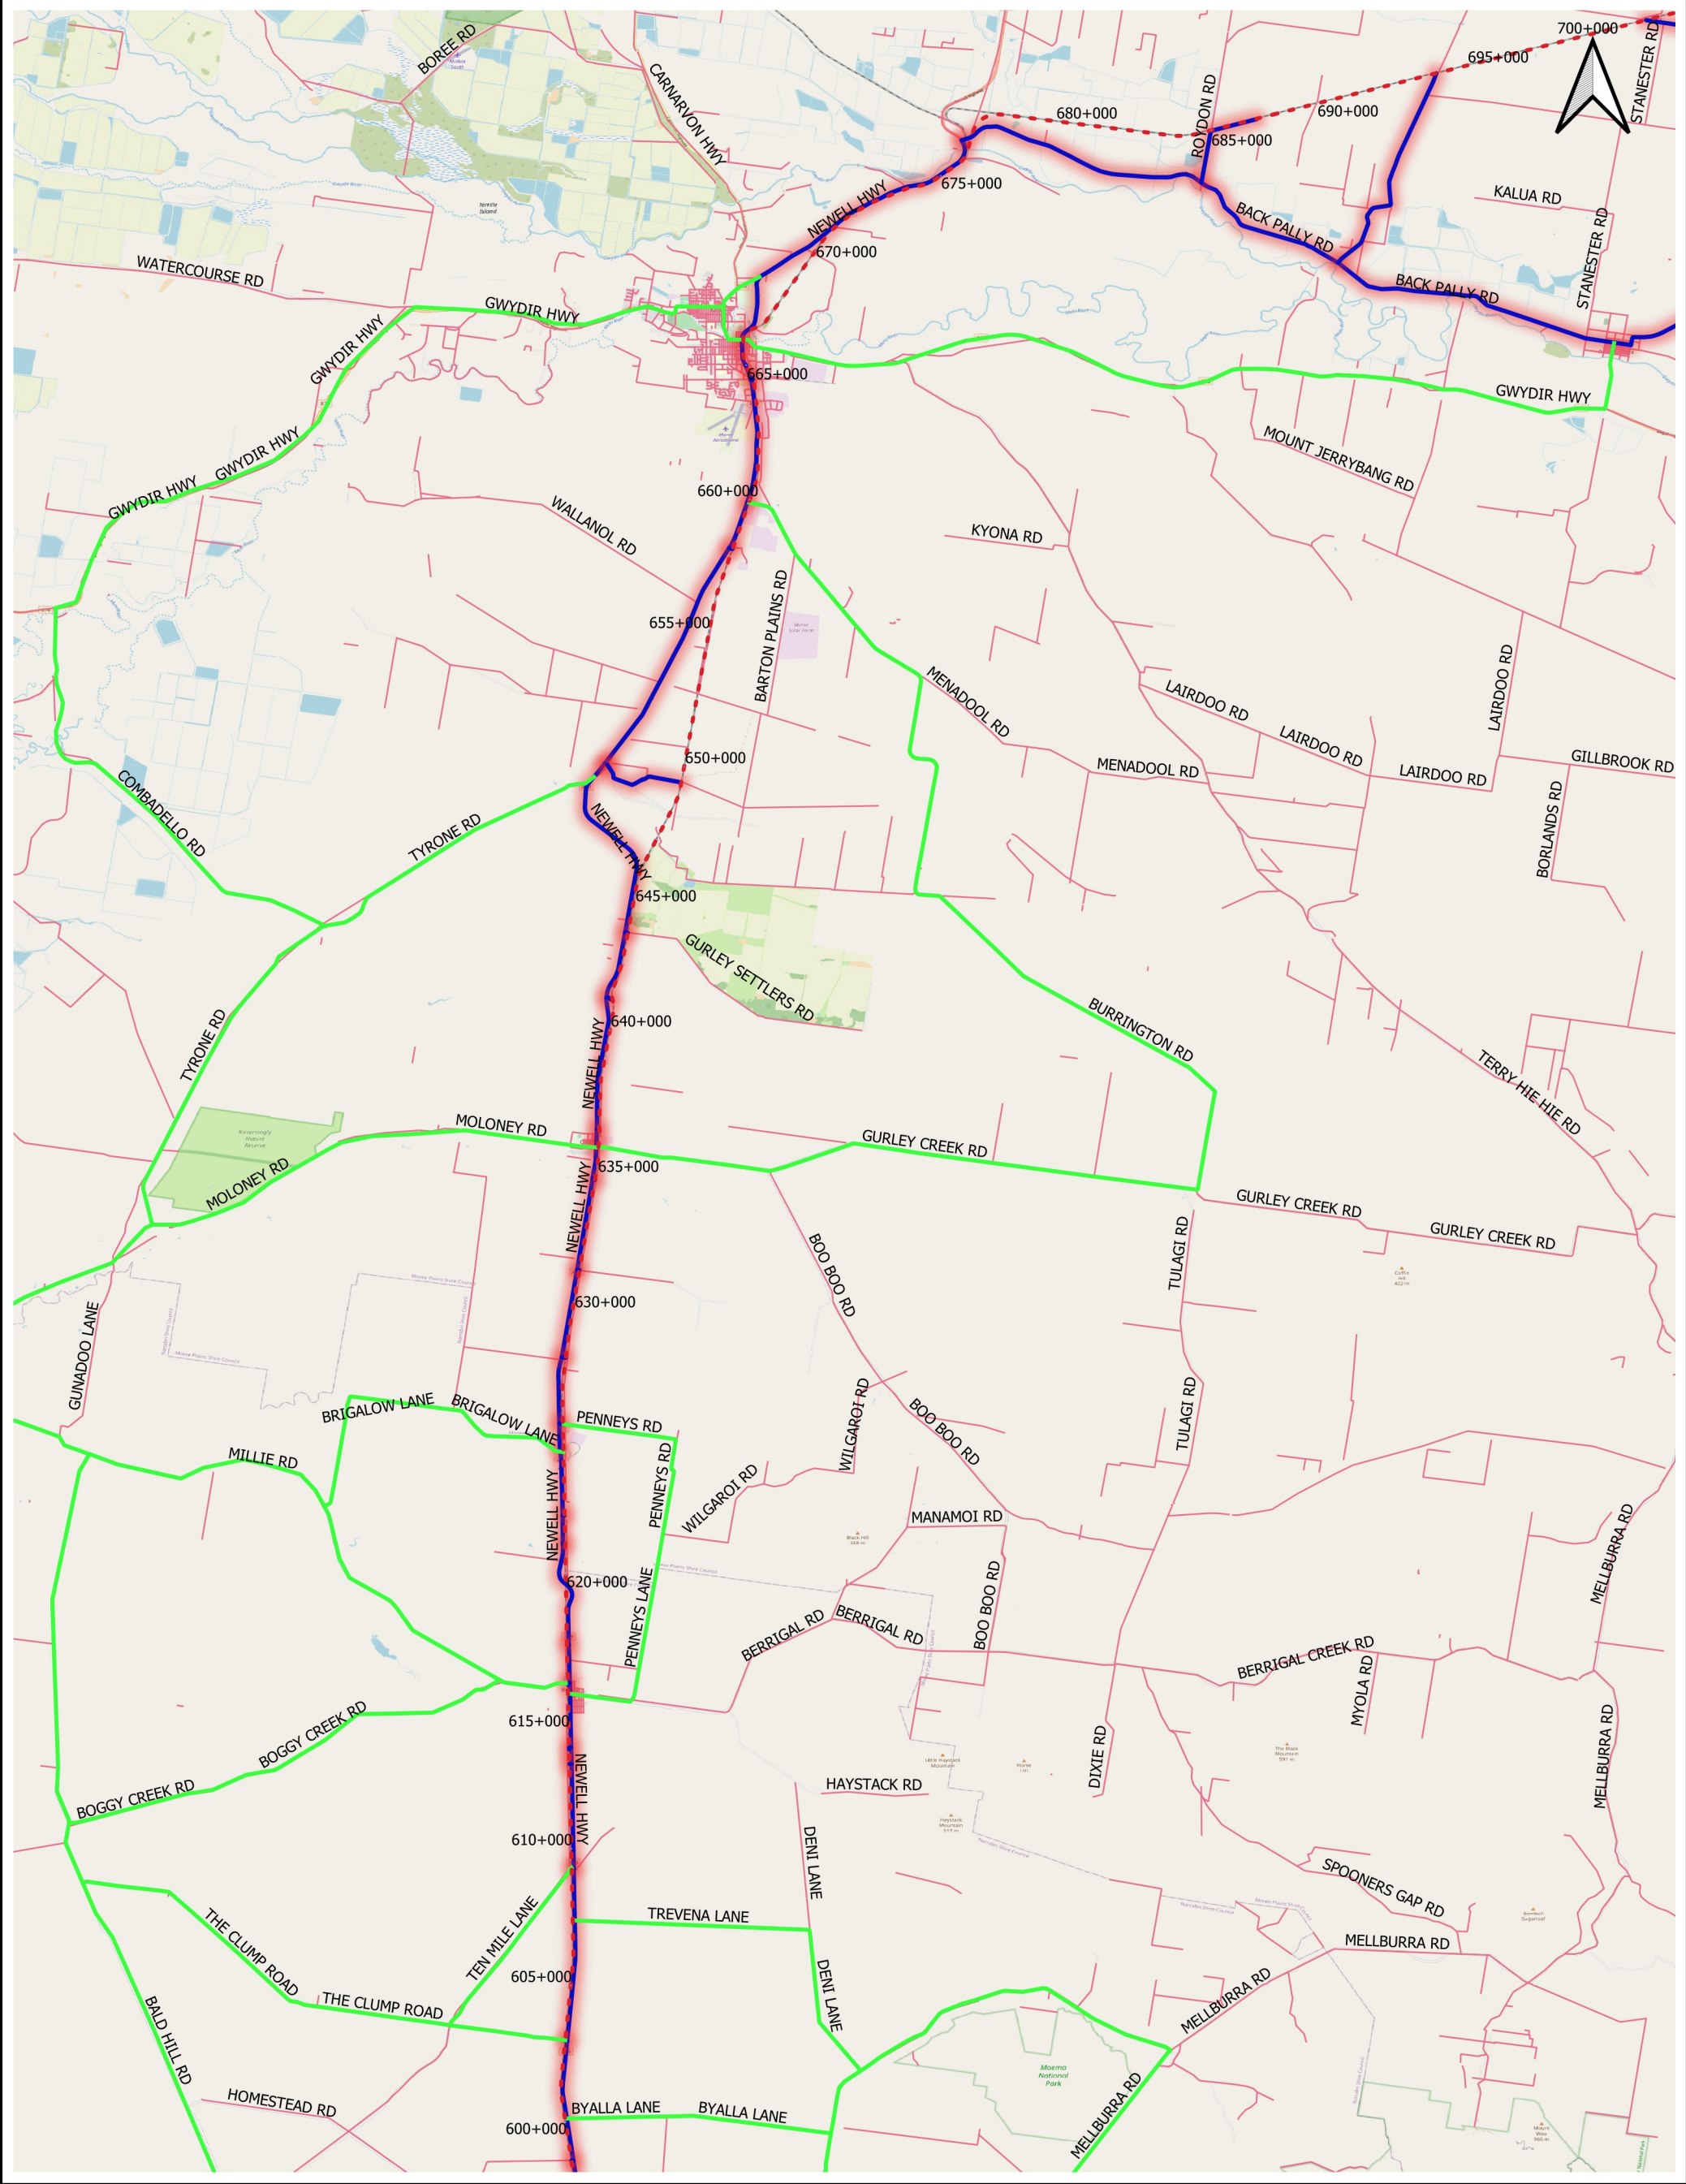 700+000
BOREE RD
STANESTER RD
695+000
CARNARVON HWY
690+000
680+000
ROYDON RD
685+000
675+000
KALUA RD
NEWELL HWY
BACK PALLY RD
STANESTER RD
670+000
WATERCOURSE RD
BACK PALLY RD
GWYDIR HWY
GWYDIR HWY
665+000
GWYDIR HWY
GWYDIR HWY
MOUNT JERRYBANG RD
GWYDIR HWY
660+000
WALLANOL RD
KYONA RD
655+000
BARTON PLAINS RD
MENADOOL RD
LAIRDOO RD
LAIRDOO RD
LAIRDOO RD
650+000
MENADOOL RD
LAIRDOO RD
GILLBROOK RD
COMBADELLO RD
TYRONE RD
NEWELL HWY
BORLANDS RD
645+000
GURLEY SETTLERS RD
640+000
BURRINGTON RD
TYRONE RD
NEWELL HWY
TERRY HIE HIE RD
MOLONEY RD
GURLEY CREEK RD
635+000
MOLONEY RD
NEWELL HWY
GURLEY CREEK RD
GURLEY CREEK RD
TULAGI RD
BOO BOO RD
630+000
GUNADOO LANE
BRIGALOW LANE
BRIGALOW LANE
PENNEYS RD
WILGAROI RD
BOO BOO RD
TULAGI RD
MILLIE RD
PENNEYS RD
WILGAROI RD
NEWELL HWY
MANAMOI RD
MELLBURRA RD
620+000
PENNEYS LANE
BOO BOO RD
BERRIGAL RD
BERRIGAL RD
BERRIGAL CREEK RD
MYOLA RD
615+000
BOGGY CREEK RD
DIXIE RD
MELLBURRA RD
NEWELL HWY
BOGGY CREEK RD
HAYSTACK RD
610+000
DENI LANE
SPOONERS GAP RD
THE CLUMP ROAD
TEN MILE LANE
TREVENA LANE
MELLBURRA RD
605+000
THE CLUMP ROAD
DENI LANE
MELLBURRA RD
BALD HILL RD
Moema
National
Park
HOMESTEAD RD
BYALLA LANE
BYALLA LANE
MELLBURRA RD
600+000